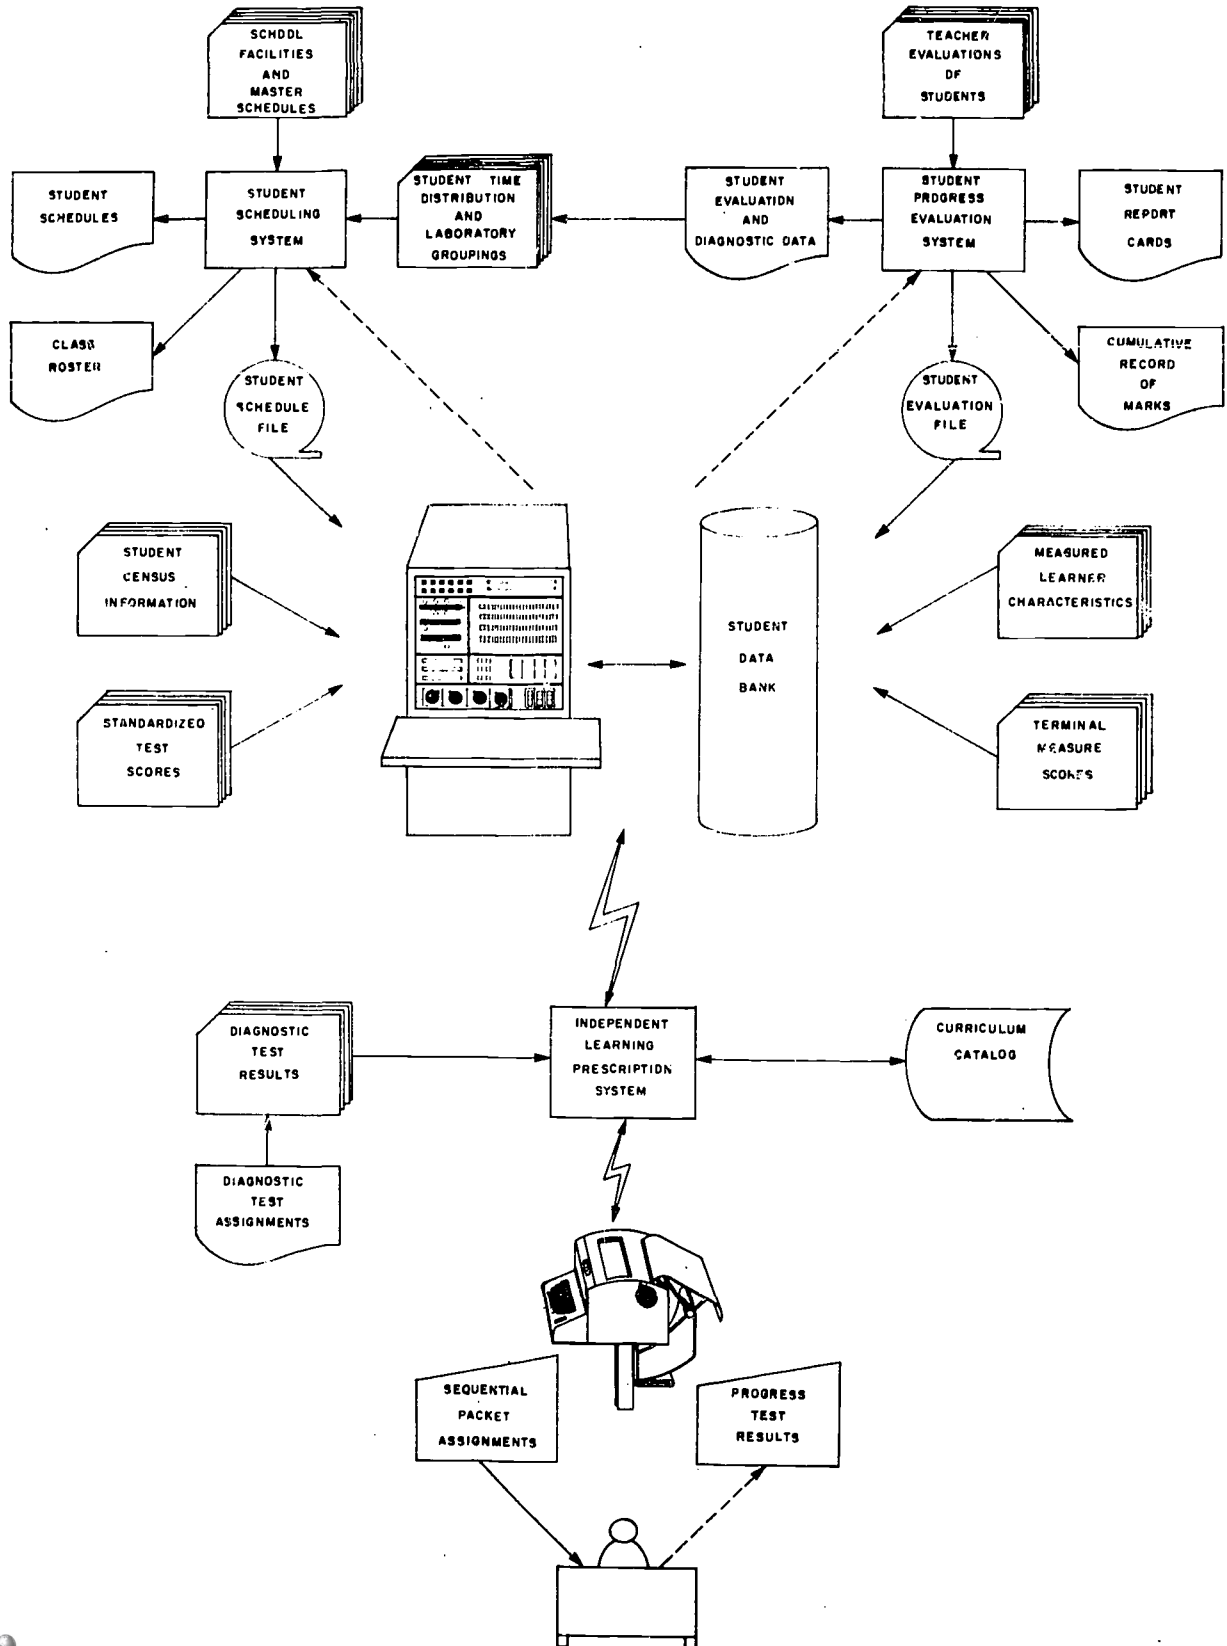 SCHOOL
FACILITIES
AND
MASTER
SCHEDULES
TEACHER
EVALUATIONS
OF
STUDENTS
STUDENT
SCHEDULES
STUDENT
SCHEDULING
SYSTEM
STUDENT TIME
DISTRIBUTION
AND
LABORATORY
GROUPINGS
STUDENT
EVALUATION
AND
DIAGNOSTIC DATA
STUDENT
PROGRESS
EVALUATION
SYSTEM
STUDENT
REPORT
CARDS
CLASS
ROSTER
STUDENT
SCHEDULE
FILE
STUDENT
EVALUATION
FILE
CUMULATIVE
RECORD
OF
MARKS
STUDENT
CENSUS
INFORMATION
STUDENT
DATA
BANK
MEASURED
LEARNER
CHARACTERISTICS
STANDARDIZED
TEST
SCORES
TERMINAL
MEASURE
SCORES
DIAGNOSTIC
TEST
RESULTS
INDEPENDENT
LEARNING
PRESCRIPTION
SYSTEM
CURRICULUM
CATALOG
DIAGNOSTIC
TEST
ASSIGNMENTS
SEQUENTIAL
PACKET
ASSIGNMENTS
PROGRESS
TEST
RESULTS